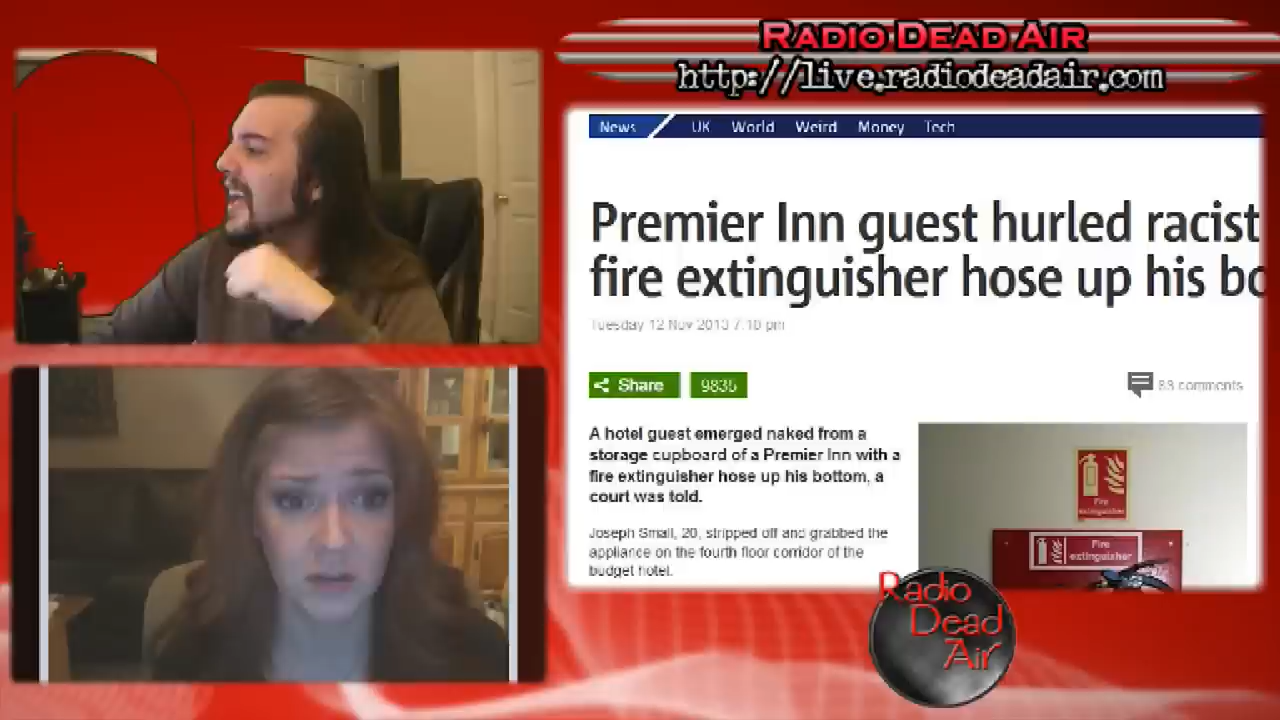 Radio Dead Air
http://live.radiodeadair.com
News UK World Weird Money Tech
Premier Inn guest hurled racist
fire extinguisher hose up his bo
Tuesday 12 Nov 2013 7:10 pm
Share 9835
83 comments
A hotel guest emerged naked from a
storage cupboard of a Premier Inn with a
fire extinguisher hose up his bottom, a
court was told.
Joseph Small, 20, stripped off and grabbed the
appliance on the fourth floor corridor of the
budget hotel.
Fire
extinguisher
Fire
extinguisher
Radio
Dead
Air